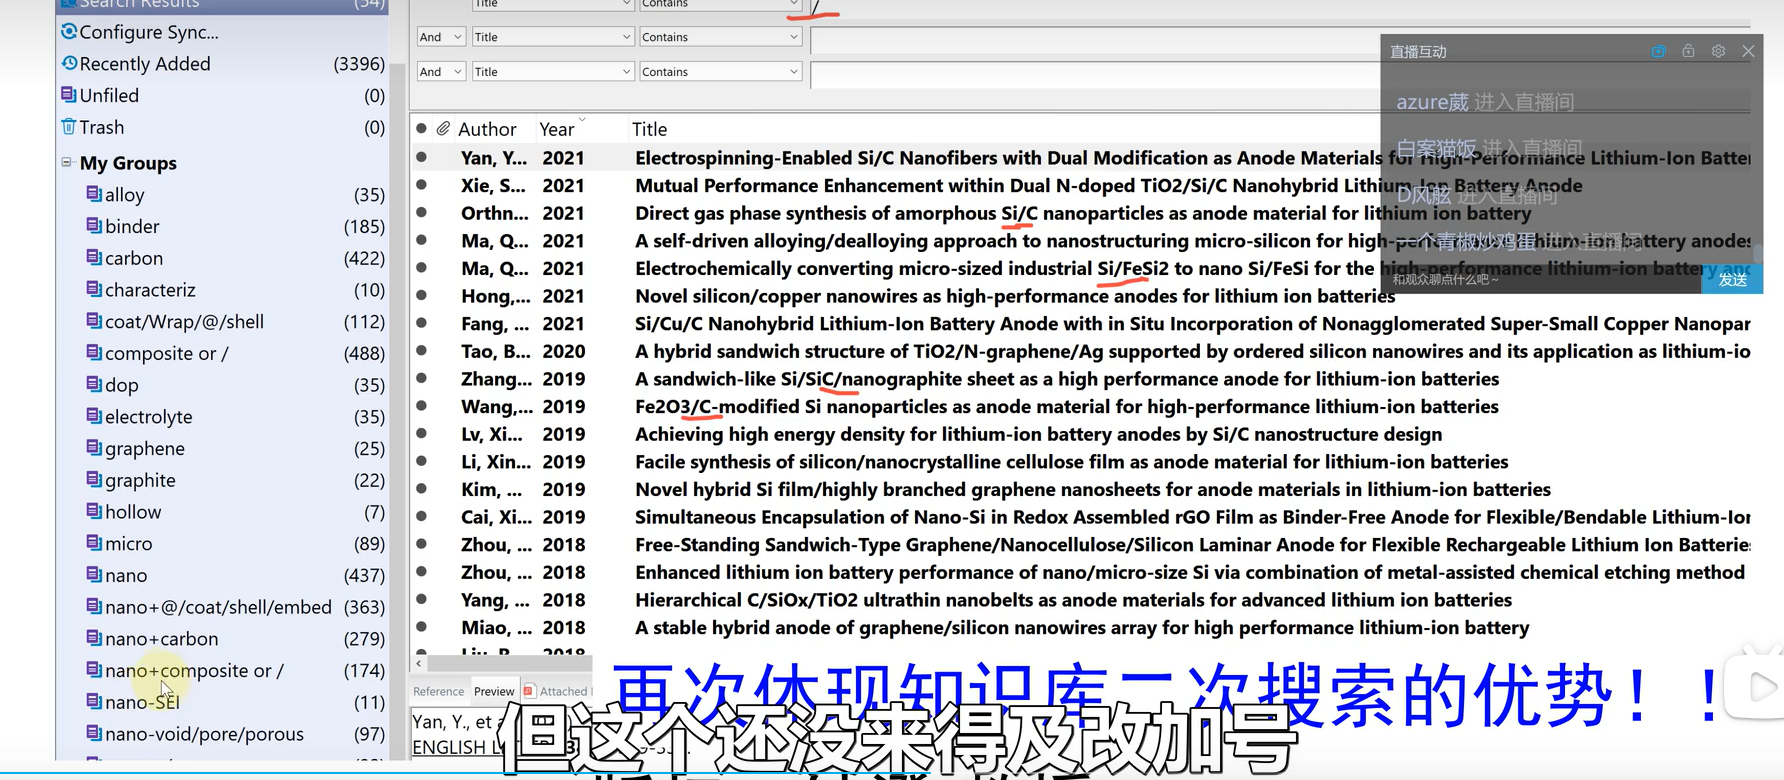 Search Results (54)
Configure Sync...
Recently Added (3396)
Unfiled (0)
Trash (0)
My Groups
alloy (35)
binder (185)
carbon (422)
characteriz (10)
coat/Wrap/@/shell (112)
composite or / (488)
dop (35)
electrolyte (35)
graphene (25)
graphite (22)
hollow (7)
micro (89)
nano (437)
nano+@/coat/shell/embed (363)
nano+carbon (279)
nano+composite or / (174)
nano-SEI (11)
nano-void/pore/porous (97)
Title Contains /
And Title Contains
And Title Contains
Author Year Title
Yan, Y... 2021 Electrospinning-Enabled Si/C Nanofibers with Dual Modification as Anode Materials for High-Performance Lithium-Ion Batter
Xie, S... 2021 Mutual Performance Enhancement within Dual N-doped TiO2/Si/C Nanohybrid Lithium-Ion Battery Anode
Orthn... 2021 Direct gas phase synthesis of amorphous Si/C nanoparticles as anode material for lithium ion battery
Ma, Q... 2021 A self-driven alloying/dealloying approach to nanostructuring micro-silicon for high-performance lithium-ion battery anodes
Ma, Q... 2021 Electrochemically converting micro-sized industrial Si/FeSi2 to nano Si/FeSi for the high-performance lithium-ion battery anc
Hong,... 2021 Novel silicon/copper nanowires as high-performance anodes for lithium ion batteries
Fang, ... 2021 Si/Cu/C Nanohybrid Lithium-Ion Battery Anode with in Situ Incorporation of Nonagglomerated Super-Small Copper Nanopar
Tao, B... 2020 A hybrid sandwich structure of TiO2/N-graphene/Ag supported by ordered silicon nanowires and its application as lithium-io
Zhang... 2019 A sandwich-like Si/SiC/nanographite sheet as a high performance anode for lithium-ion batteries
Wang,... 2019 Fe2O3/C-modified Si nanoparticles as anode material for high-performance lithium-ion batteries
Lv, Xi... 2019 Achieving high energy density for lithium-ion battery anodes by Si/C nanostructure design
Li, Xin... 2019 Facile synthesis of silicon/nanocrystalline cellulose film as anode material for lithium-ion batteries
Kim, ... 2019 Novel hybrid Si film/highly branched graphene nanosheets for anode materials in lithium-ion batteries
Cai, Xi... 2019 Simultaneous Encapsulation of Nano-Si in Redox Assembled rGO Film as Binder-Free Anode for Flexible/Bendable Lithium-Ion
Zhou, ... 2018 Free-Standing Sandwich-Type Graphene/Nanocellulose/Silicon Laminar Anode for Flexible Rechargeable Lithium Ion Batteries
Zhou, ... 2018 Enhanced lithium ion battery performance of nano/micro-size Si via combination of metal-assisted chemical etching method
Yang, ... 2018 Hierarchical C/SiOx/TiO2 ultrathin nanobelts as anode materials for advanced lithium ion batteries
Miao, ... 2018 A stable hybrid anode of graphene/silicon nanowires array for high performance lithium-ion battery
直播互动
azure葳 进入直播间
白案猫饭 进入直播间
D风舷 进入直播间
一个青椒炒鸡蛋 进入直播间
和观众聊点什么吧~
发送
Reference Preview Attached
再次体现知识库二次搜索的优势！！
Yan, Y., et a
ENGLISH L
但这个还没来得及改加号